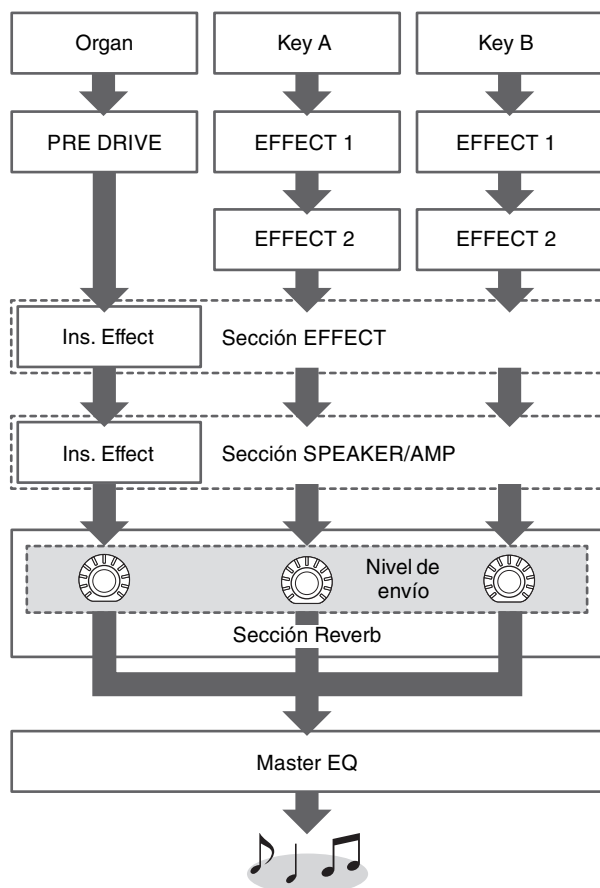 Organ
Key A
Key B
PRE DRIVE
EFFECT 1
EFFECT 1
EFFECT 2
EFFECT 2
Ins. Effect
Sección EFFECT
Ins. Effect
Sección SPEAKER/AMP
Nivel de
envío
Sección Reverb
Master EQ